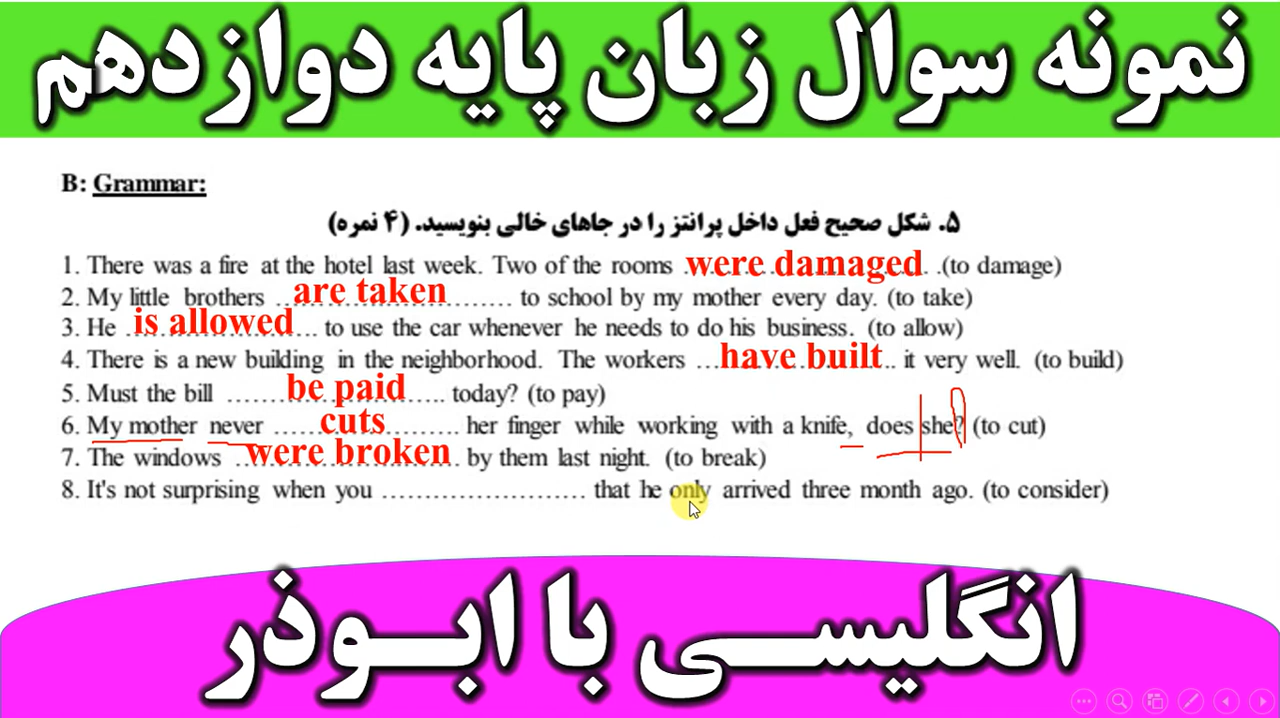 نمونه سوال زبان پایه دوازدهم
B: Grammar:
۵. شکل صحیح فعل داخل پرانتز را در جاهای خالی بنویسید. (۴ نمره)
1. There was a fire at the hotel last week. Two of the rooms were damaged. (to damage)
2. My little brothers ... are taken ......... to school by my mother every day. (to take)
3. He is allowed ... to use the car whenever he needs to do his business. (to allow)
4. There is a new building in the neighborhood. The workers ... have built .. it very well. (to build)
5. Must the bill ........ be paid ...... today? (to pay)
6. My mother never ...... cuts .......... her finger while working with a knife, does she? (to cut)
7. The windows .. were broken . by them last night. (to break)
8. It's not surprising when you ............................ that he only arrived three month ago. (to consider)
انگلیسی با ابوذر